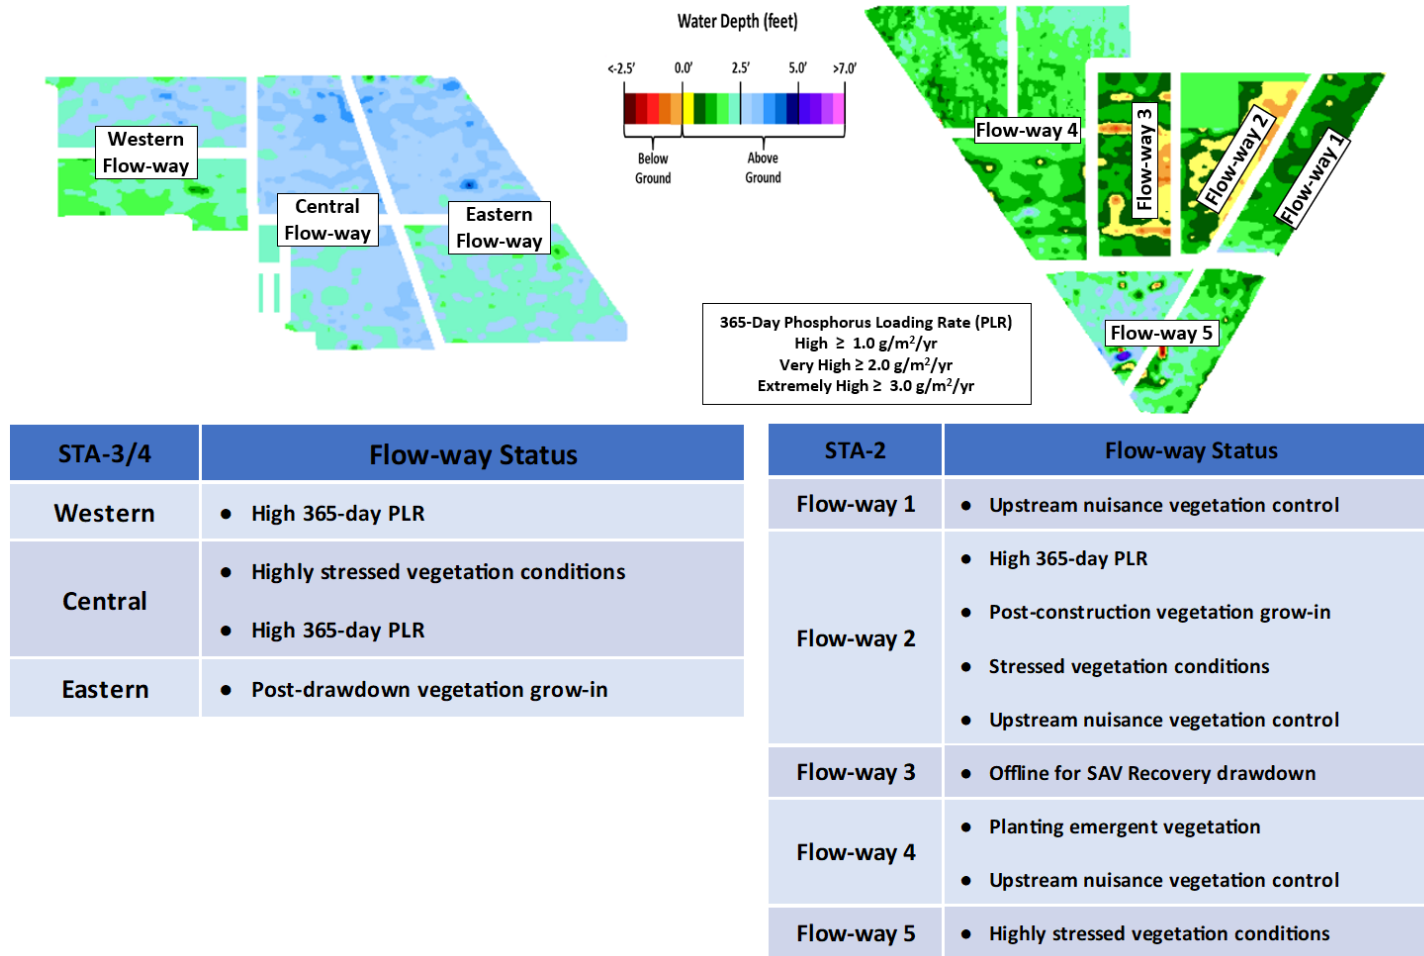 Water Depth (feet)
<-2.5' 0.0' 2.5' 5.0' >7.0'
Below
Ground
Above
Ground
Western
Flow-way
Central
Flow-way
Eastern
Flow-way
Flow-way 4
Flow-way 3
Flow-way 2
Flow-way 1
Flow-way 5
365-Day Phosphorus Loading Rate (PLR)
High ≥ 1.0 g/m²/yr
Very High ≥ 2.0 g/m²/yr
Extremely High ≥ 3.0 g/m²/yr
STA-3/4 Flow-way Status
Western ● High 365-day PLR
Central
● Highly stressed vegetation conditions
● High 365-day PLR
Eastern ● Post-drawdown vegetation grow-in
STA-2 Flow-way Status
Flow-way 1 ● Upstream nuisance vegetation control
Flow-way 2
● High 365-day PLR
● Post-construction vegetation grow-in
● Stressed vegetation conditions
● Upstream nuisance vegetation control
Flow-way 3 ● Offline for SAV Recovery drawdown
Flow-way 4
● Planting emergent vegetation
● Upstream nuisance vegetation control
Flow-way 5 ● Highly stressed vegetation conditions